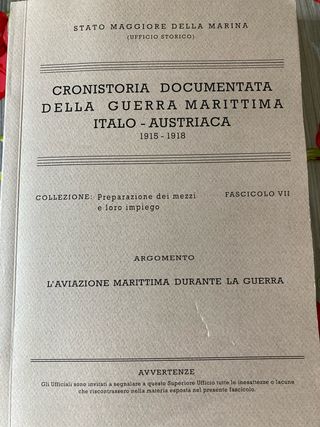 STATO MAGGIORE DELLA MARINA
(UFFICIO STORICO)
CRONISTORIA DOCUMENTATA
DELLA GUERRA MARITTIMA
ITALO - AUSTRIACA
1915 - 1918
COLLEZIONE: Preparazione dei mezzi
e loro impiego
FASCICOLO VII
ARGOMENTO
L'AVIAZIONE MARITTIMA DURANTE LA GUERRA
AVVERTENZE
Gli Ufficiali sono invitati a segnalare a questo Superiore Ufficio tutte le inesattezze o lacune
che riscontrassero nella materia esposta nel presente fascicolo.